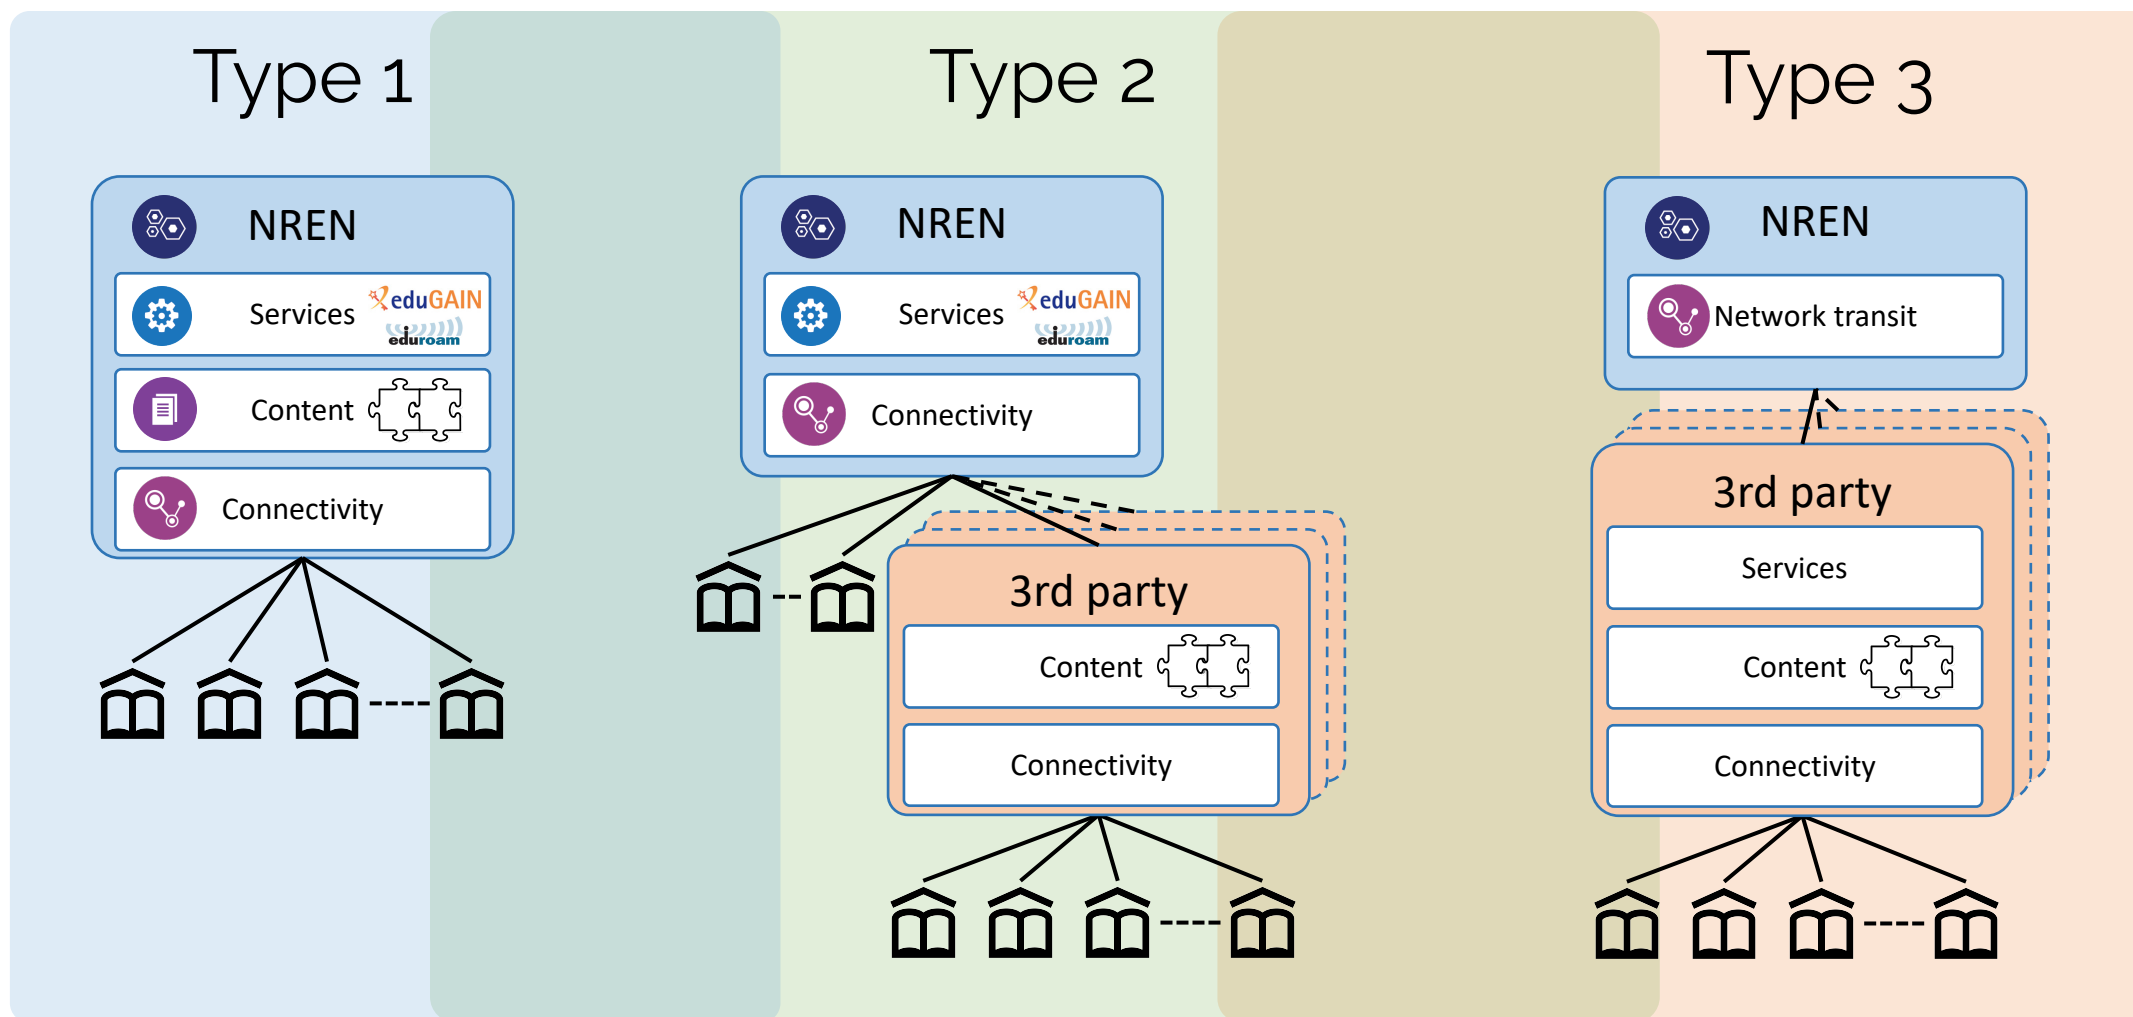 Type 1
NREN
Services
eduGAIN
eduroam
Content
Connectivity
Type 2
NREN
Services
eduGAIN
eduroam
Connectivity
3rd party
Content
Connectivity
Type 3
NREN
Network transit
3rd party
Services
Content
Connectivity